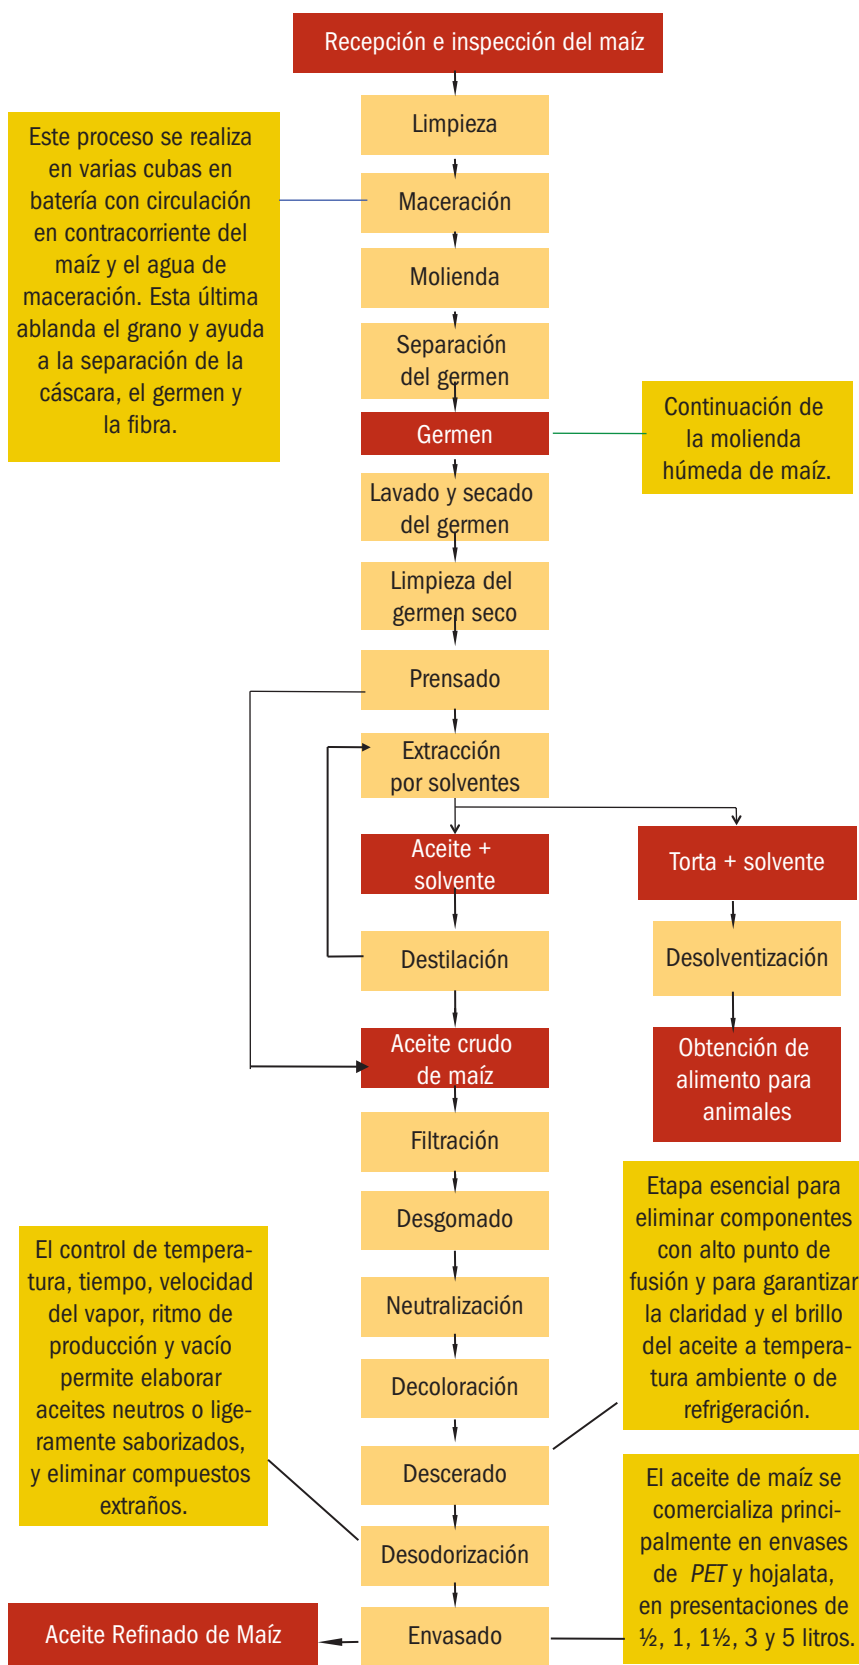 Recepción e inspección del maíz
Limpieza
Este proceso se realiza
en varias cubas en
batería con circulación
en contracorriente del
maíz y el agua de
maceración. Esta última
ablanda el grano y ayuda
a la separación de la
cáscara, el germen y
la fibra.
Maceración
Molienda
Separación
del germen
Germen
Continuación de
la molienda
húmeda de maíz.
Lavado y secado
del germen
Limpieza del
germen seco
Prensado
Extracción
por solventes
Aceite +
solvente
Torta + solvente
Destilación
Desolventización
Aceite crudo
de maíz
Obtención de
alimento para
animales
Filtración
Desgomado
Neutralización
Decoloración
Etapa esencial para
eliminar componentes
con alto punto de
fusión y para garantizar
la claridad y el brillo
del aceite a tempera-
tura ambiente o de
refrigeración.
El control de tempera-
tura, tiempo, velocidad
del vapor, ritmo de
producción y vacío
permite elaborar
aceites neutros o lige-
ramente saborizados,
y eliminar compuestos
extraños.
Descerado
Desodorización
El aceite de maíz se
comercializa princi-
palmente en envases
de PET y hojalata,
en presentaciones de
½, 1, 1½, 3 y 5 litros.
Envasado
Aceite Refinado de Maíz